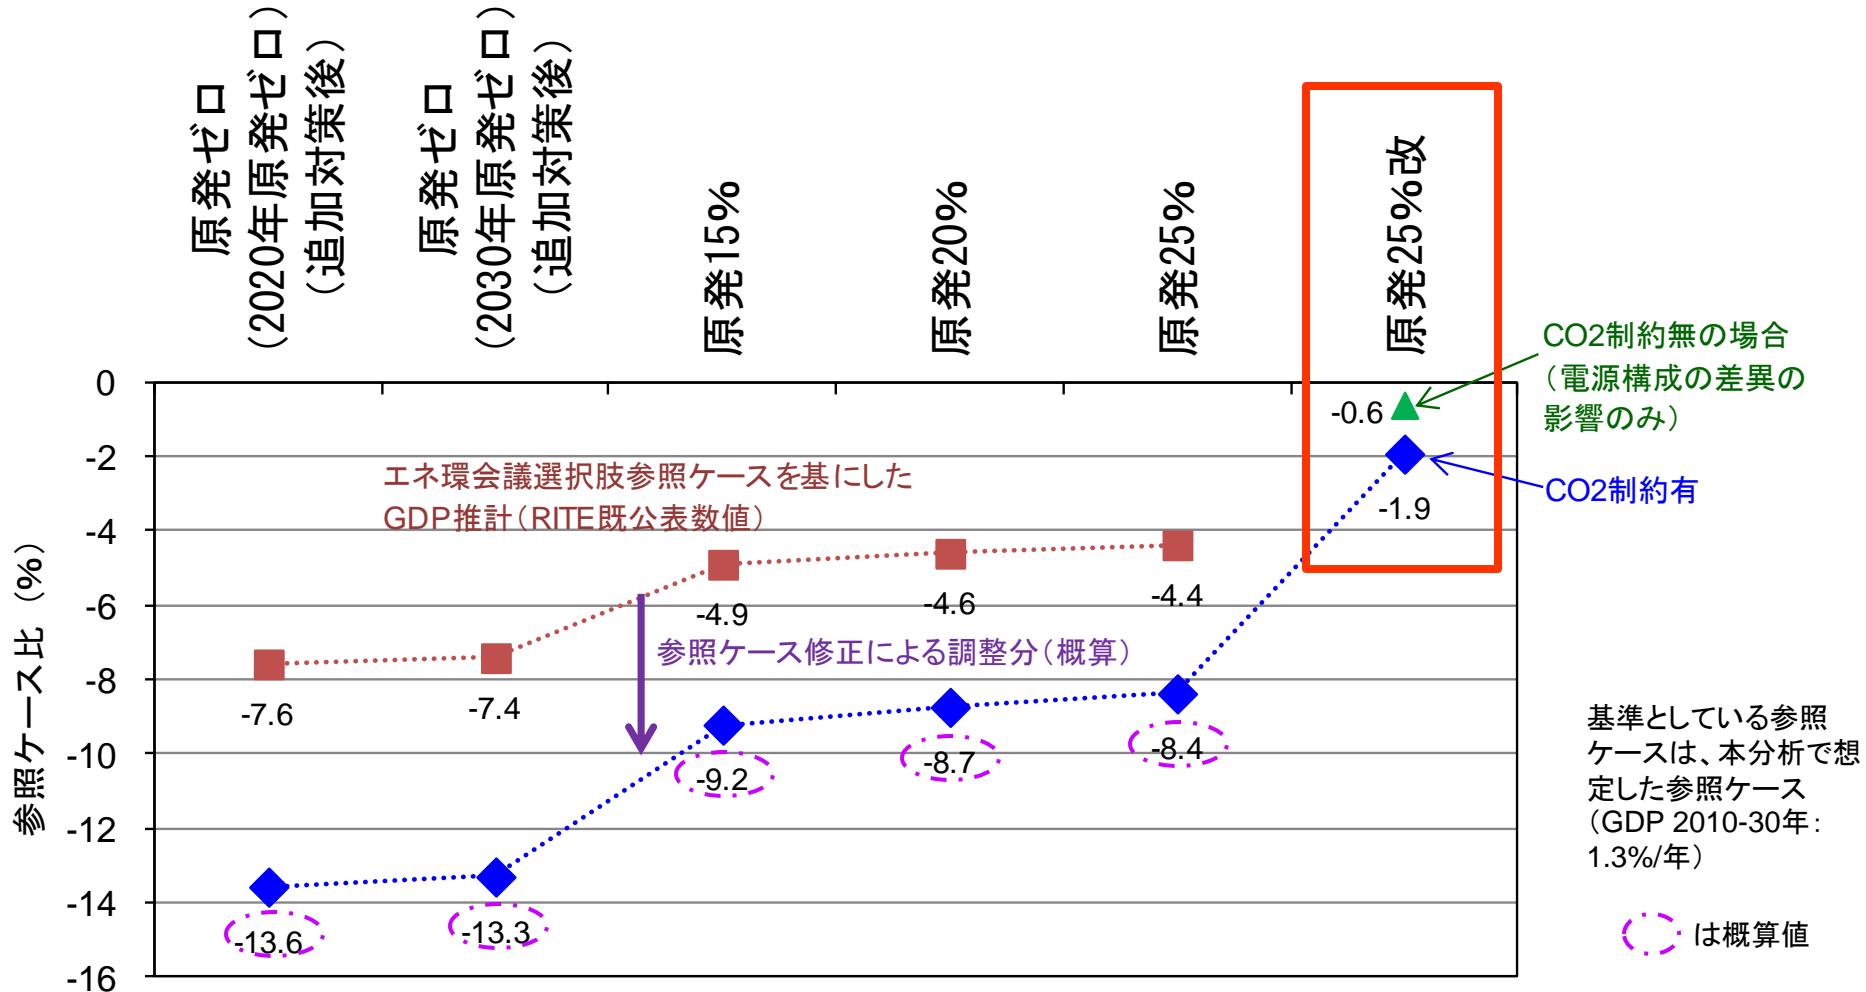 原発ゼロ
(2020年原発ゼロ)
(追加対策後)
原発ゼロ
(2030年原発ゼロ)
(追加対策後)
原発15%
原発20%
原発25%
原発25%改
参照ケース比 (%)
0
-2
-4
-6
-8
-10
-12
-14
-16
エネ環会議選択肢参照ケースを基にした
GDP推計(RITE既公表数値)
参照ケース修正による調整分(概算)
-7.6
-7.4
-4.9
-4.6
-4.4
-13.6
-13.3
-9.2
-8.7
-8.4
-0.6
-1.9
CO2制約無の場合
(電源構成の差異の
影響のみ)
CO2制約有
基準としている参照
ケースは、本分析で想
定した参照ケース
(GDP 2010-30年:
1.3%/年)
は概算値